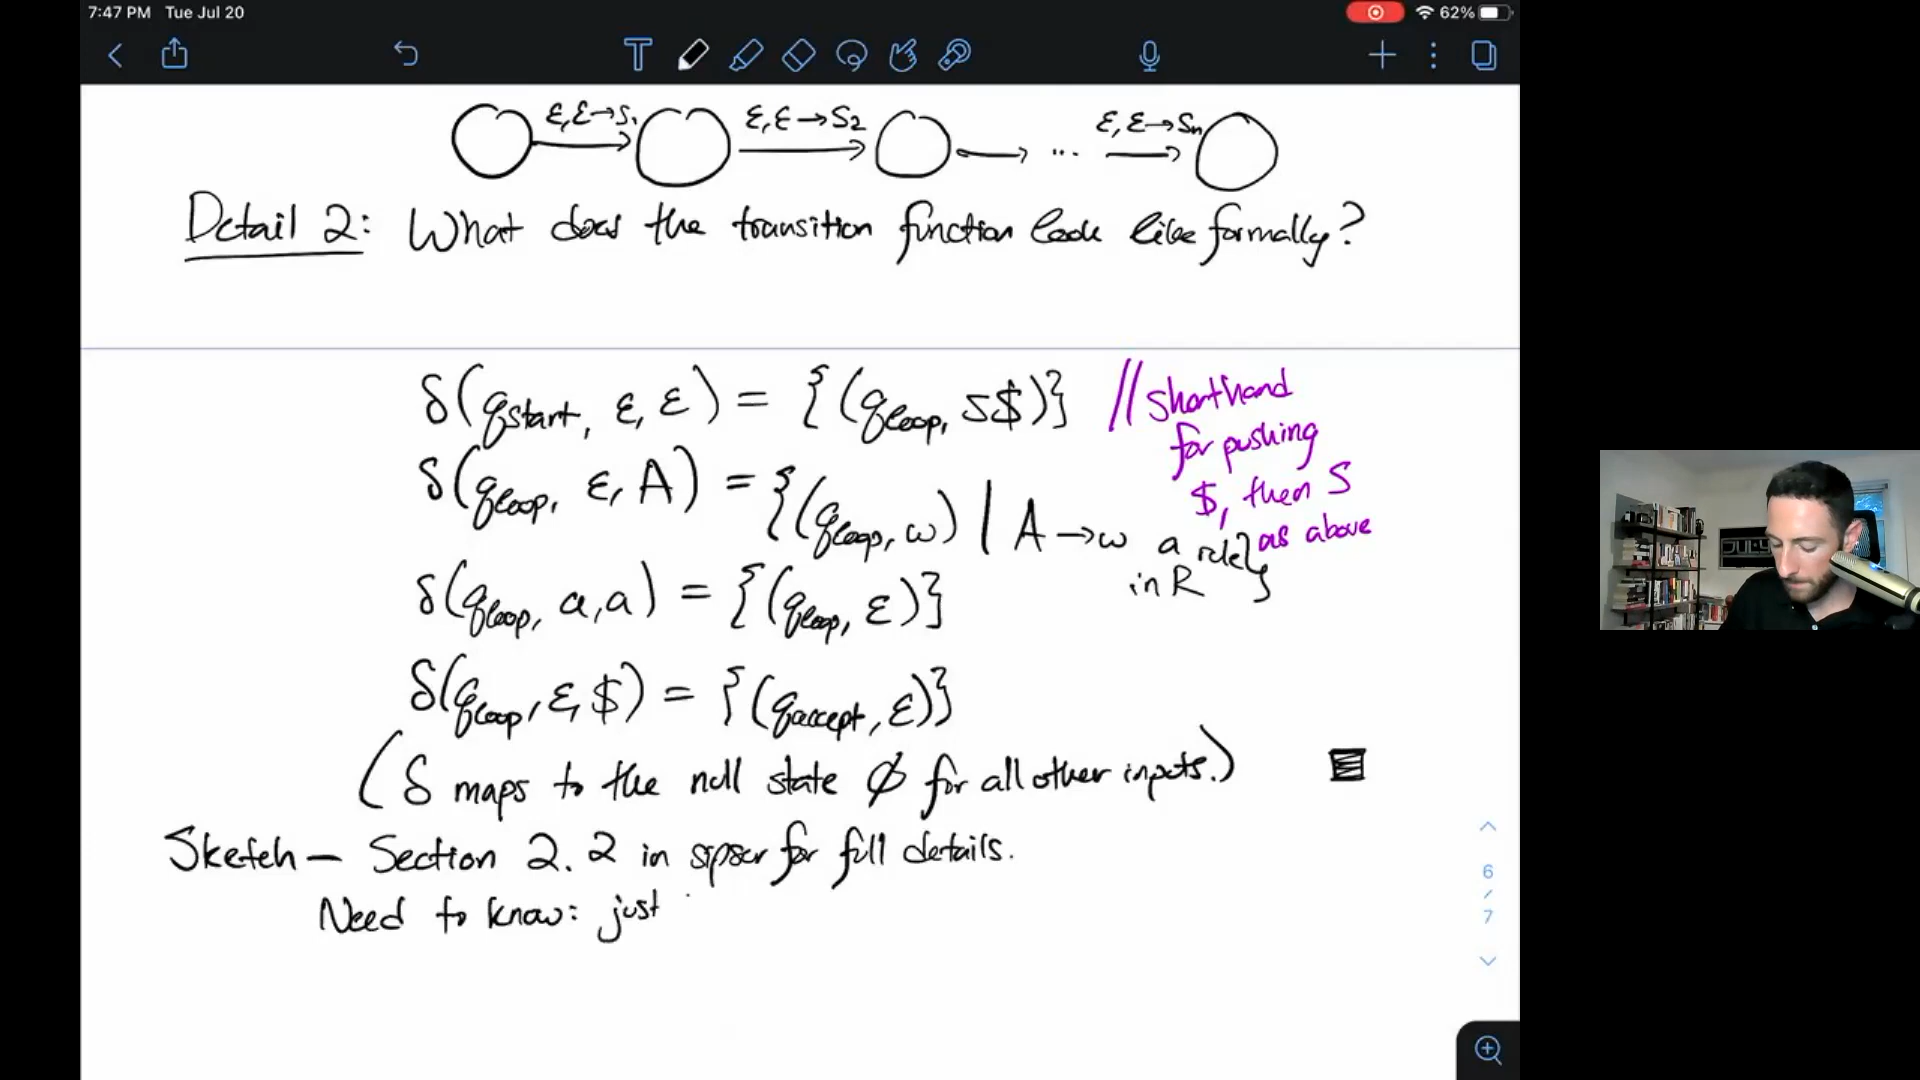 7:47 PM Tue Jul 20
62%
ε,ε→S₁ ε,ε→S₂ ... ε,ε→Sₙ
Detail 2: What does the transition function look like formally?
δ(q_start, ε, ε) = {(q_loop, S$)} // shorthand
for pushing
$, then S
as above
δ(q_loop, ε, A) = {(q_loop, w) | A → w a rule
in R}
δ(q_loop, a, a) = {(q_loop, ε)}
δ(q_loop, ε, $) = {(q_accept, ε)}
(δ maps to the null state ∅ for all other inputs.)
Sketch — Section 2.2 in sipser for full details.
Need to know: just
6
/
7